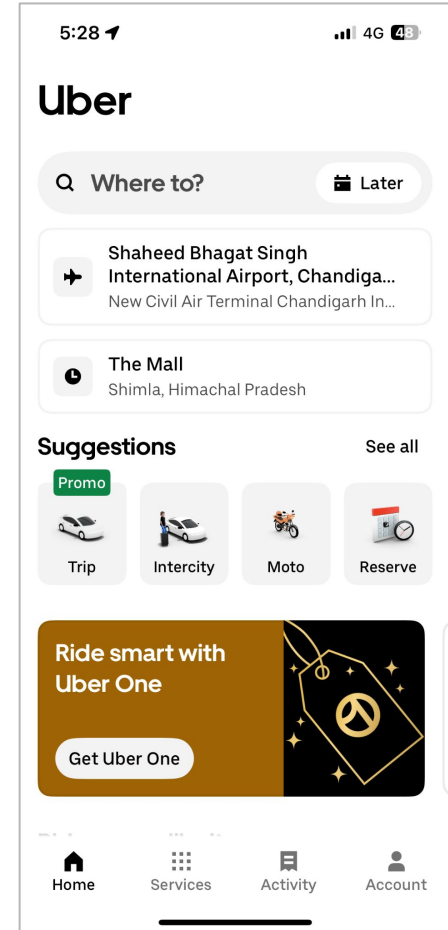 5:28
4G 48
Uber
Where to?
Later
Shaheed Bhagat Singh
International Airport, Chandiga...
New Civil Air Terminal Chandigarh In...
The Mall
Shimla, Himachal Pradesh
Suggestions
See all
Promo
Trip
Intercity
Moto
Reserve
Ride smart with
Uber One
Get Uber One
Home
Services
Activity
Account